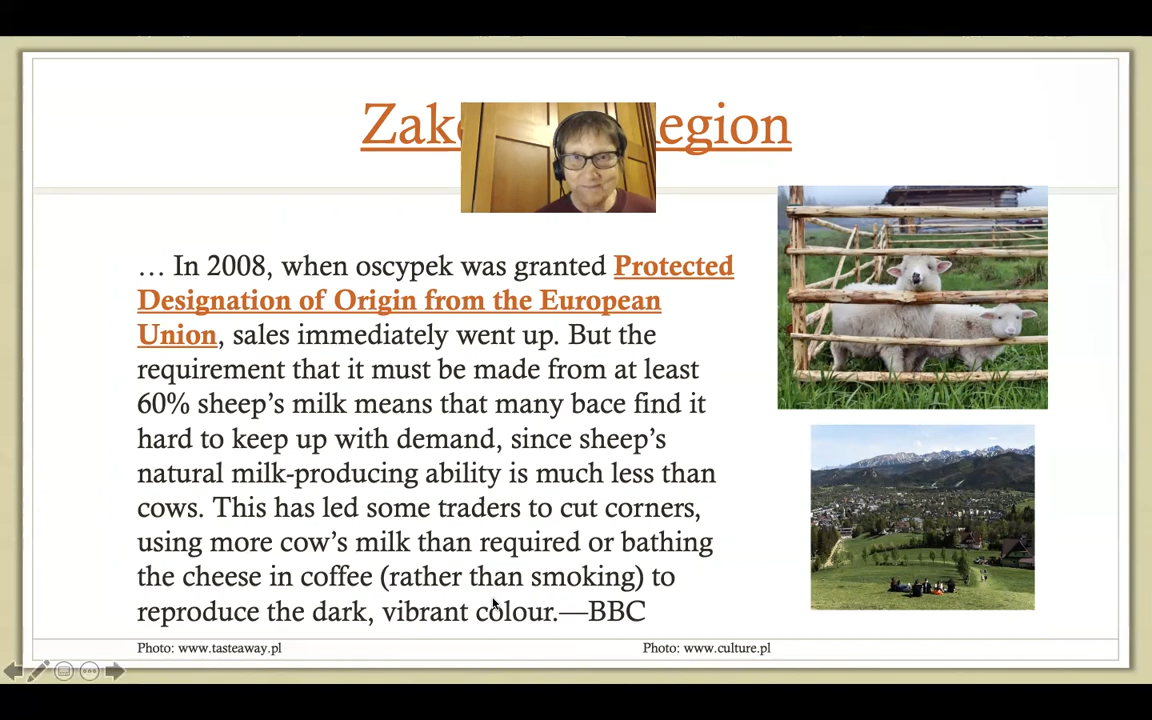 Zak egion
… In 2008, when oscypek was granted Protected
Designation of Origin from the European
Union, sales immediately went up. But the
requirement that it must be made from at least
60% sheep’s milk means that many bace find it
hard to keep up with demand, since sheep’s
natural milk-producing ability is much less than
cows. This has led some traders to cut corners,
using more cow’s milk than required or bathing
the cheese in coffee (rather than smoking) to
reproduce the dark, vibrant colour.—BBC
Photo: www.tasteaway.pl
Photo: www.culture.pl